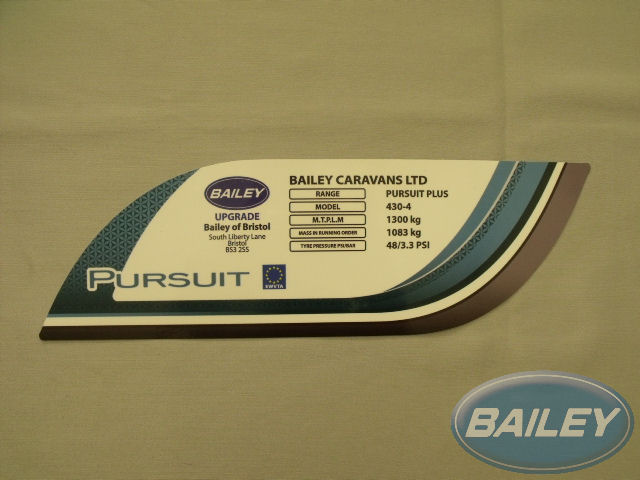 BAILEY
UPGRADE
Bailey of Bristol
South Liberty Lane
Bristol
BS3 2SS
BAILEY CARAVANS LTD
RANGE PURSUIT PLUS
MODEL 430-4
M.T.P.L.M 1300 kg
MASS IN RUNNING ORDER 1083 kg
TYRE PRESSURE PSI/BAR 48/3.3 PSI
PURSUIT
EWVTA
BAILEY